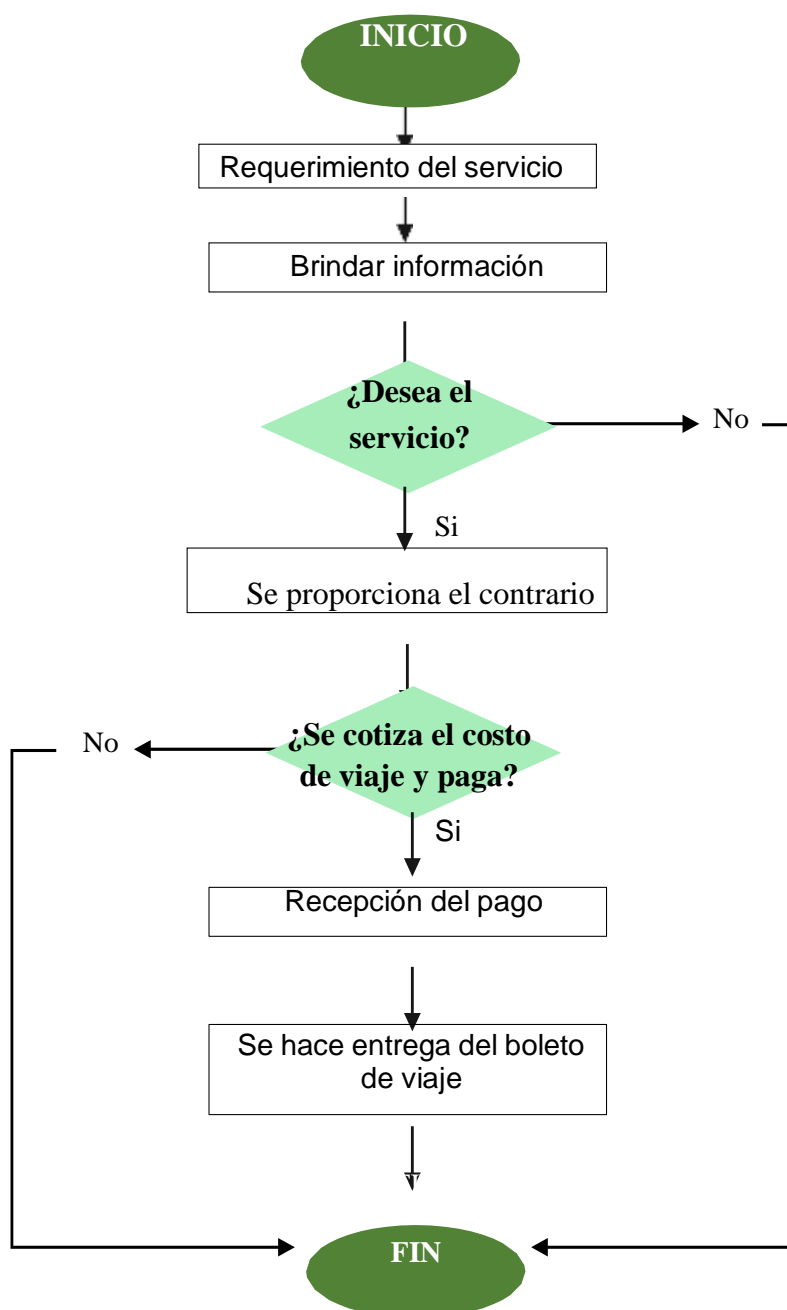 INICIO
Requerimiento del servicio
Brindar información
¿Desea el
servicio?
No
Si
Se proporciona el contrario
¿Se cotiza el costo
de viaje y paga?
No
Si
Recepción del pago
Se hace entrega del boleto
de viaje
FIN